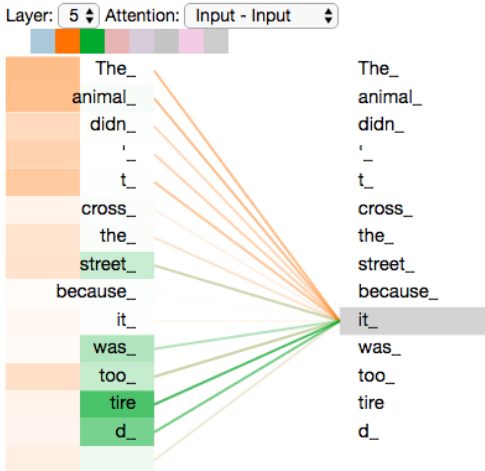 Layer: 5 Attention: Input - Input
The_ The_
animal_ animal_
didn_ didn_
'_ '_
t_ t_
cross_ cross_
the_ the_
street_ street_
because_ because_
it_ it_
was_ was_
too_ too_
tire tire
d_ d_